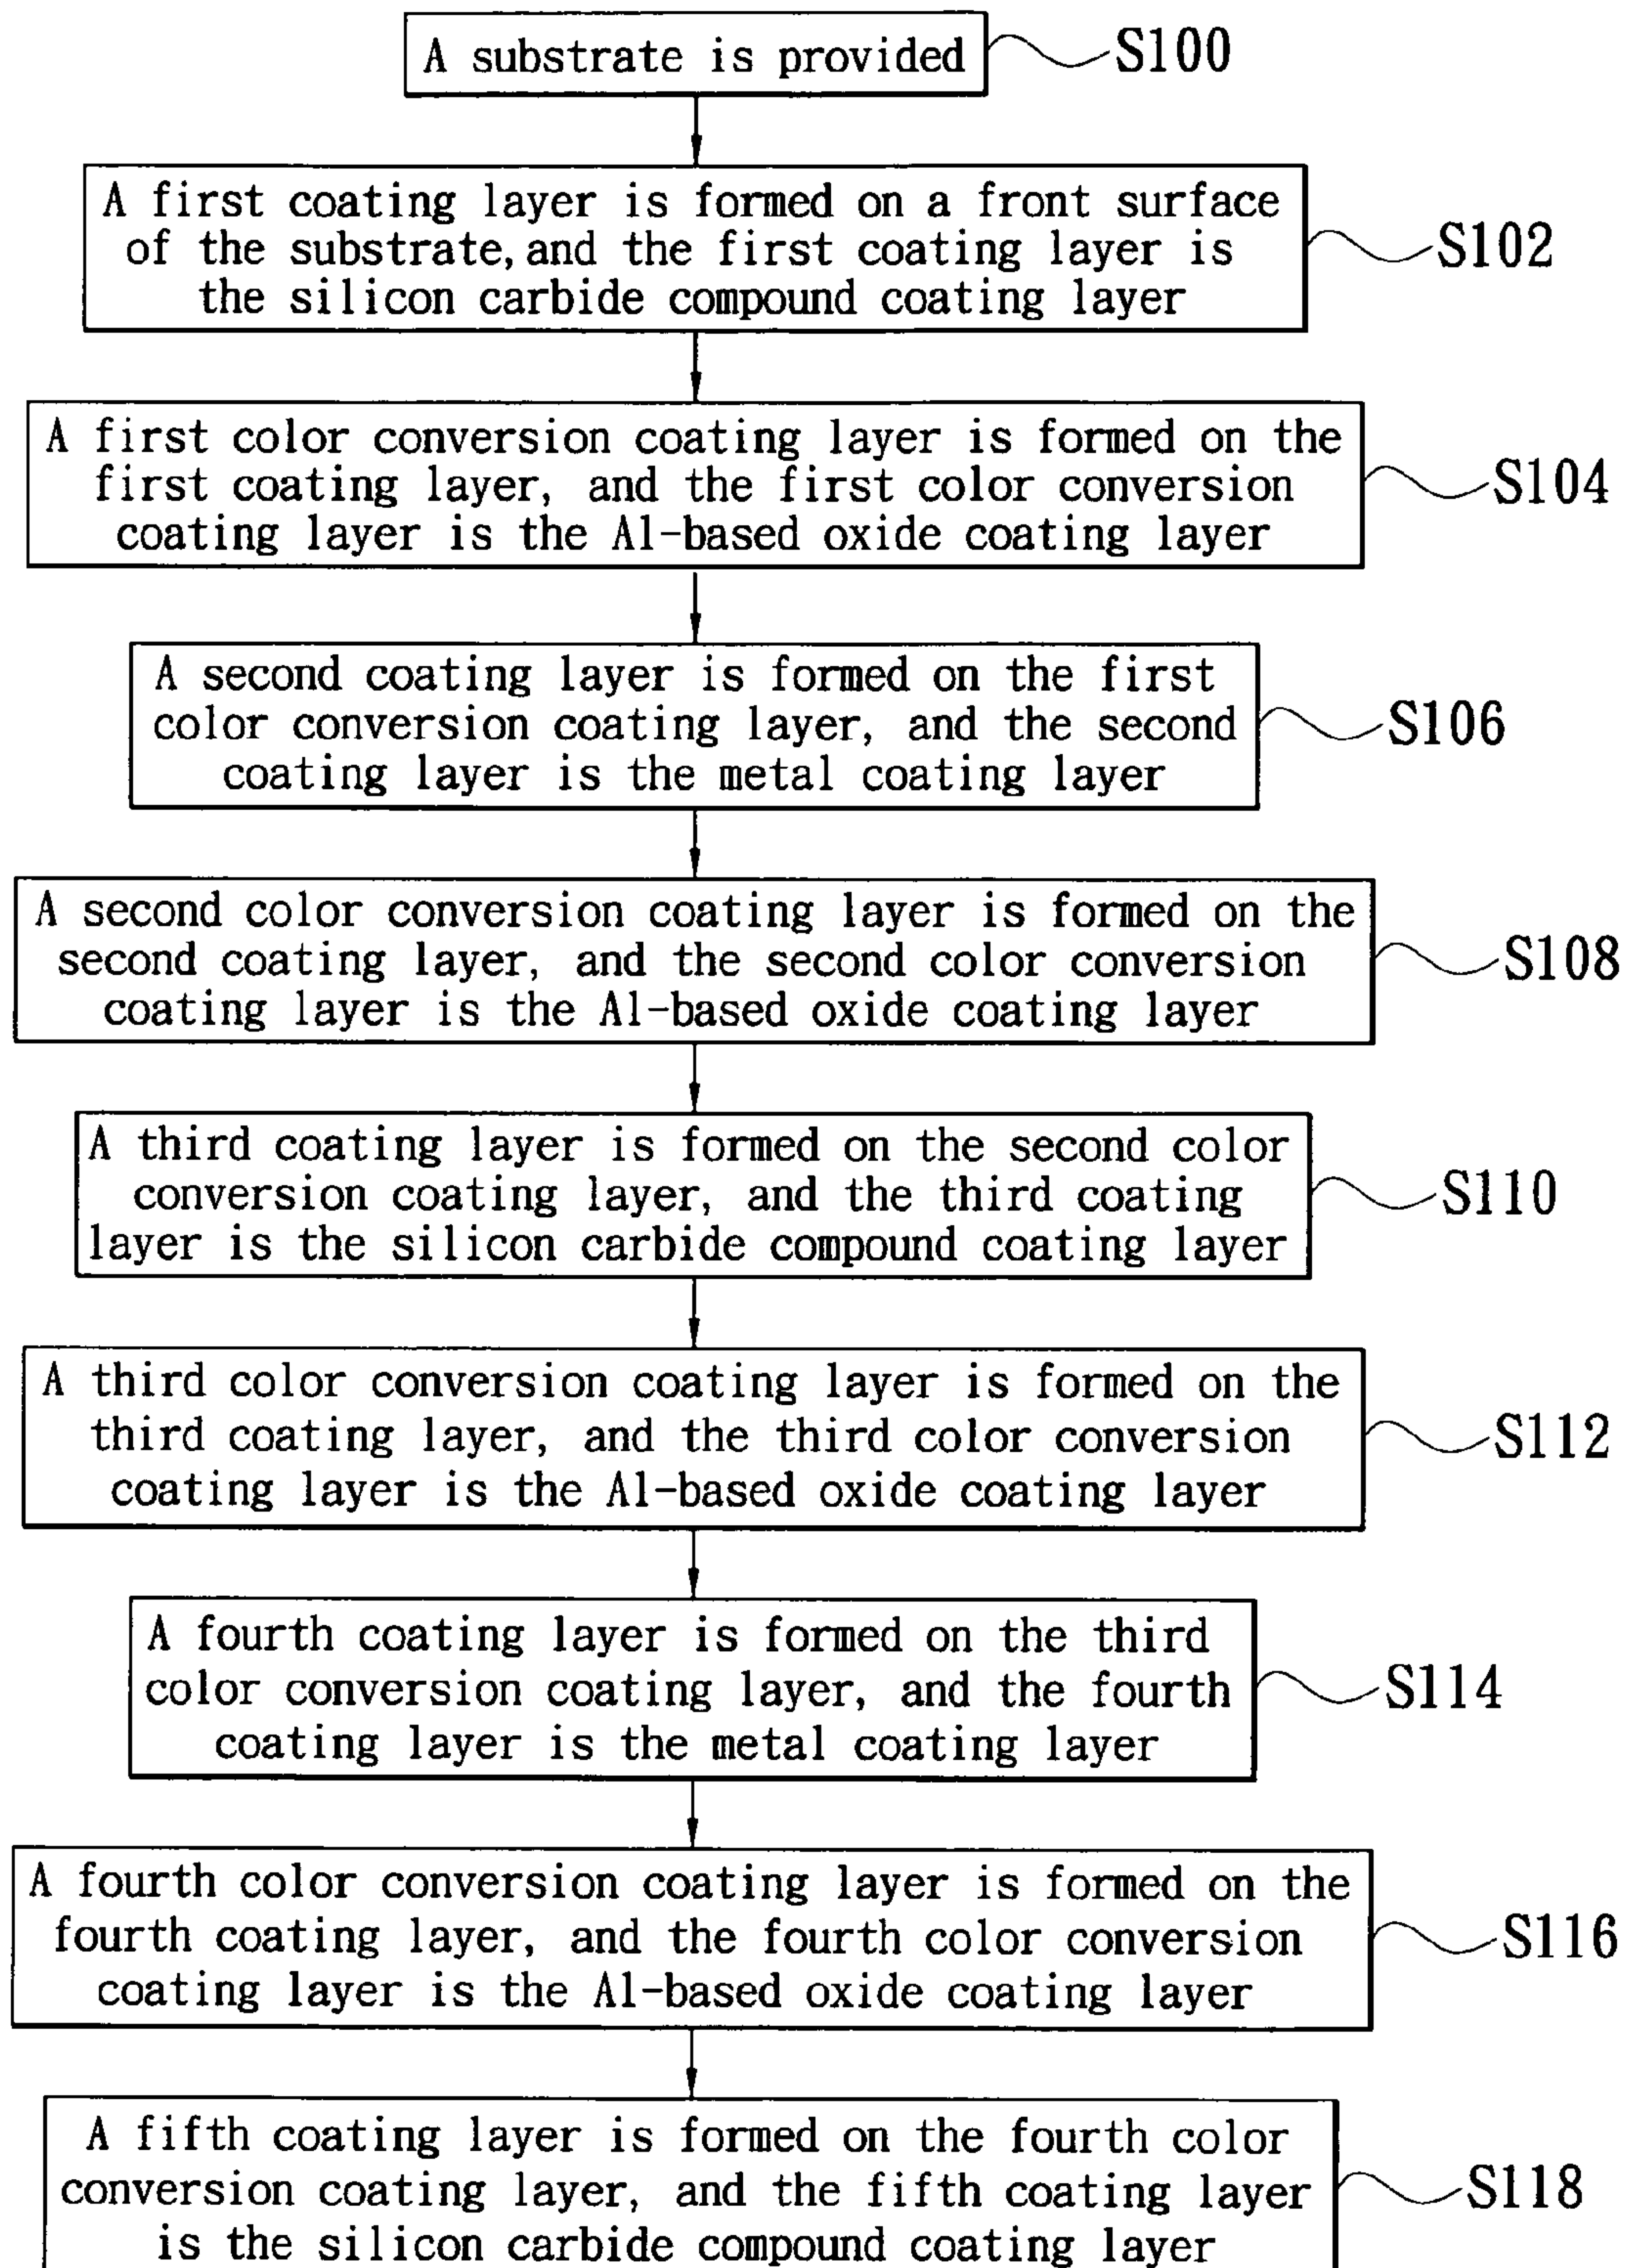 A substrate is provided
S100
A first coating layer is formed on a front surface
of the substrate, and the first coating layer is
the silicon carbide compound coating layer
S102
A first color conversion coating layer is formed on the
first coating layer, and the first color conversion
coating layer is the Al-based oxide coating layer
S104
A second coating layer is formed on the first
color conversion coating layer, and the second
coating layer is the metal coating layer
S106
A second color conversion coating layer is formed on the
second coating layer, and the second color conversion
coating layer is the Al-based oxide coating layer
S108
A third coating layer is formed on the second color
conversion coating layer, and the third coating
layer is the silicon carbide compound coating layer
S110
A third color conversion coating layer is formed on the
third coating layer, and the third color conversion
coating layer is the Al-based oxide coating layer
S112
A fourth coating layer is formed on the third
color conversion coating layer, and the fourth
coating layer is the metal coating layer
S114
A fourth color conversion coating layer is formed on the
fourth coating layer, and the fourth color conversion
coating layer is the Al-based oxide coating layer
S116
A fifth coating layer is formed on the fourth color
conversion coating layer, and the fifth coating layer
is the silicon carbide compound coating layer
S118